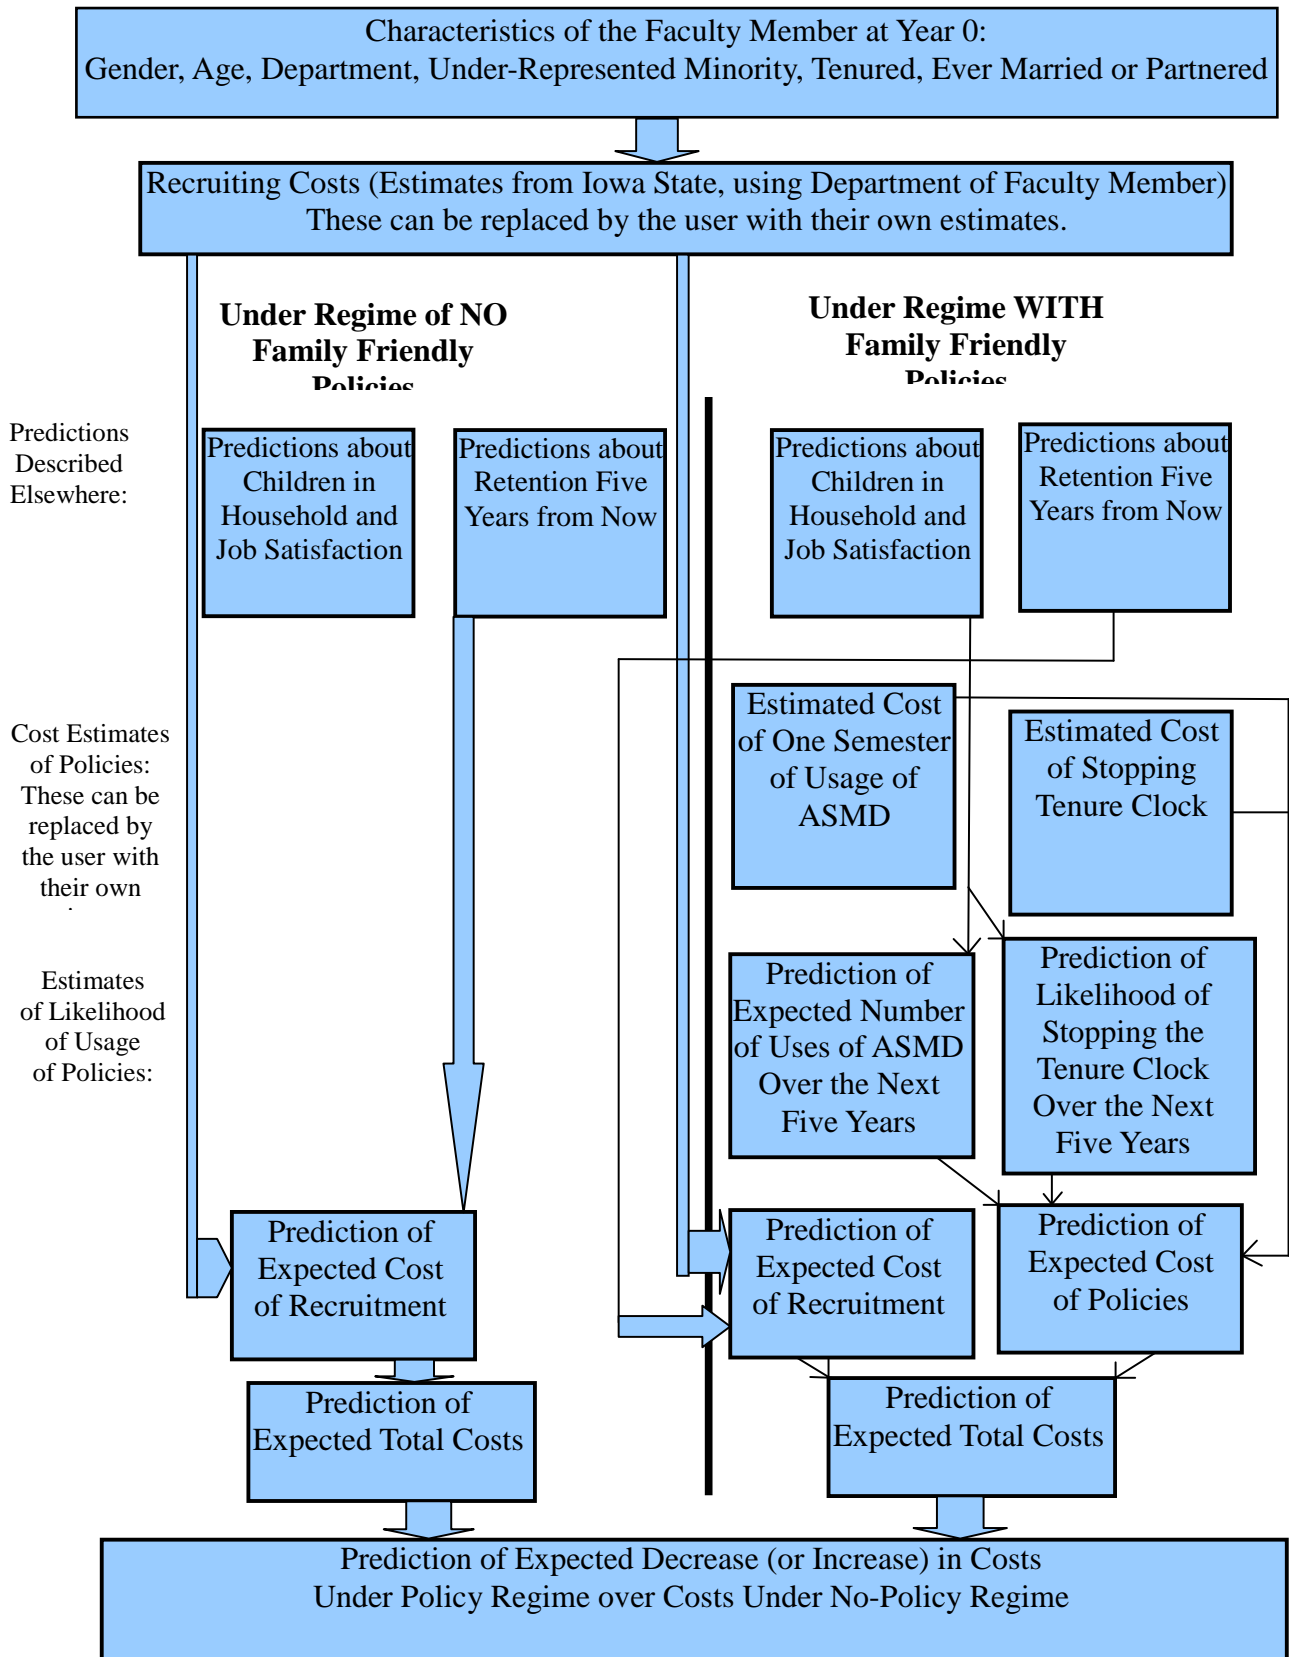 Characteristics of the Faculty Member at Year 0:
Gender, Age, Department, Under-Represented Minority, Tenured, Ever Married or Partnered
Recruiting Costs (Estimates from Iowa State, using Department of Faculty Member)
These can be replaced by the user with their own estimates.
Under Regime of NO
Family Friendly
Policies
Under Regime WITH
Family Friendly
Policies
Predictions
Described
Elsewhere:
Predictions about
Children in
Household and
Job Satisfaction
Predictions about
Retention Five
Years from Now
Predictions about
Children in
Household and
Job Satisfaction
Predictions about
Retention Five
Years from Now
Cost Estimates
of Policies:
These can be
replaced by
the user with
their own
Estimated Cost
of One Semester
of Usage of
ASMD
Estimated Cost
of Stopping
Tenure Clock
Estimates
of Likelihood
of Usage
of Policies:
Prediction of
Expected Number
of Uses of ASMD
Over the Next
Five Years
Prediction of
Likelihood of
Stopping the
Tenure Clock
Over the Next
Five Years
Prediction of
Expected Cost
of Recruitment
Prediction of
Expected Cost
of Recruitment
Prediction of
Expected Cost
of Policies
Prediction of
Expected Total Costs
Prediction of
Expected Total Costs
Prediction of Expected Decrease (or Increase) in Costs
Under Policy Regime over Costs Under No-Policy Regime